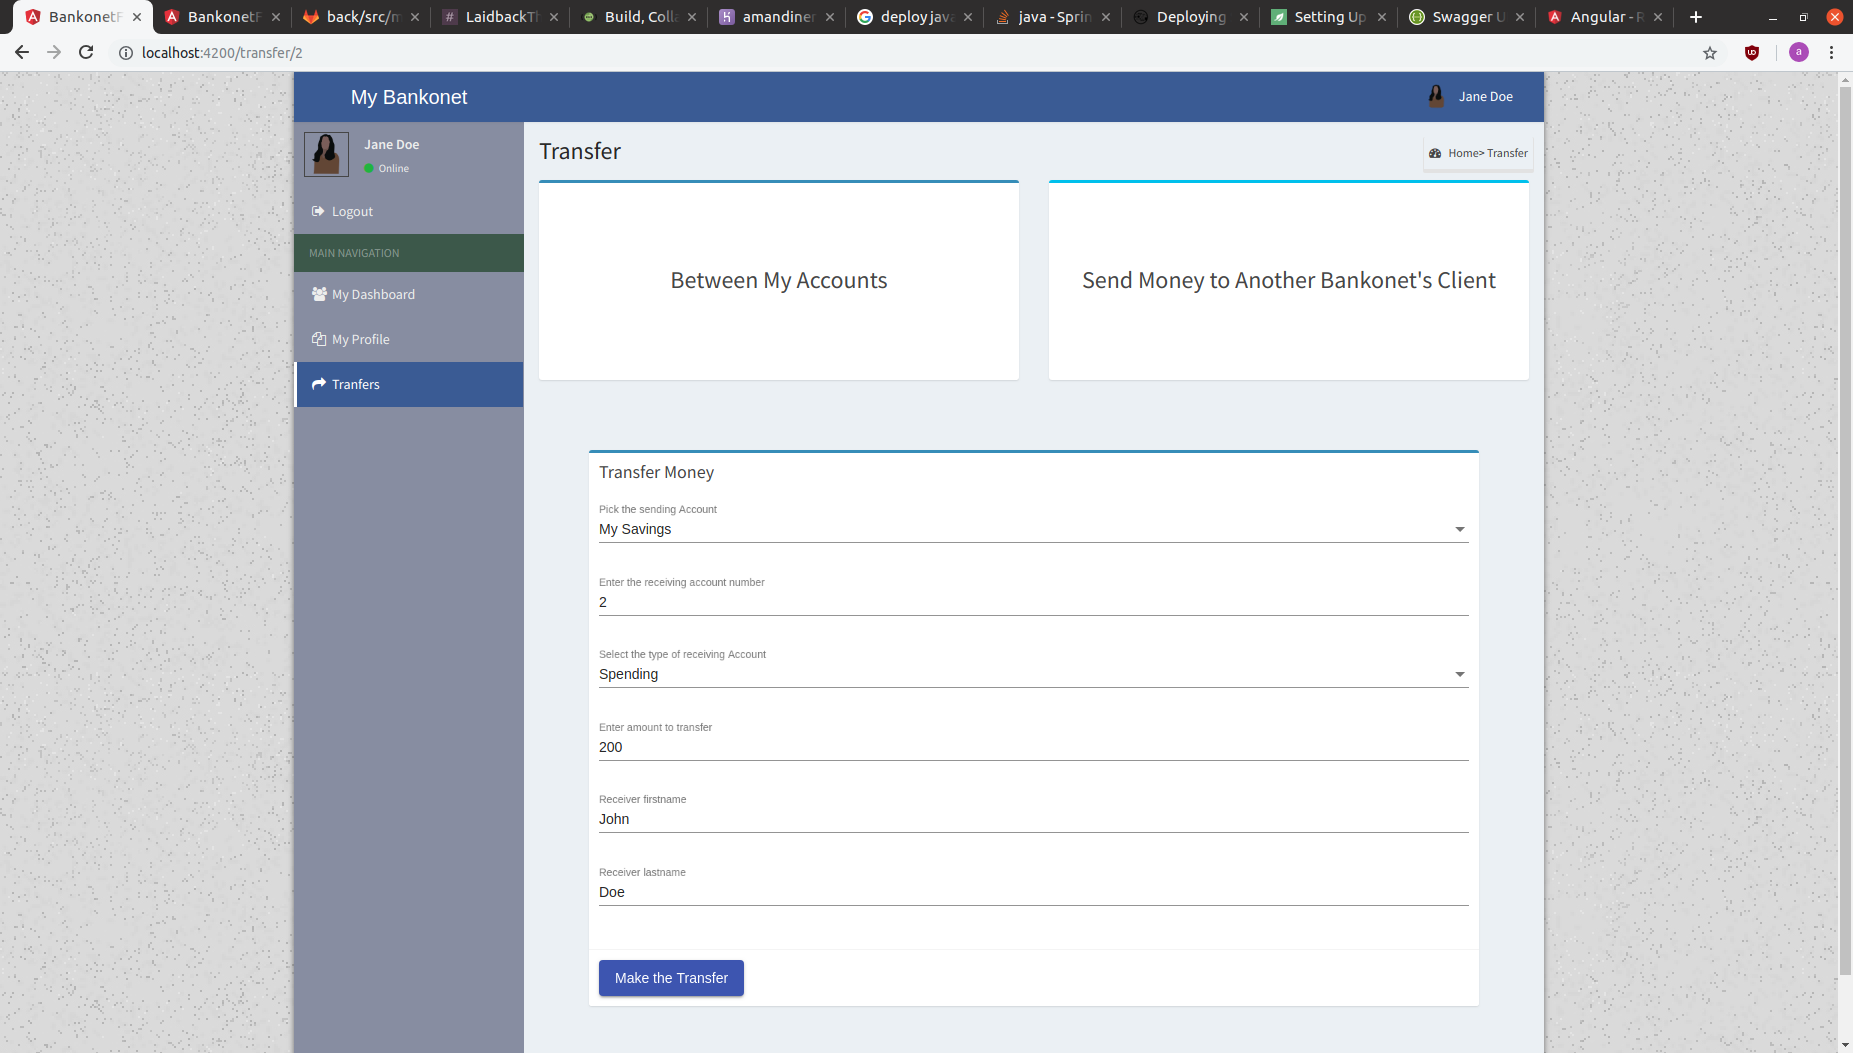 BankonetF
BankonetF
back/src/m
LaidbackTh
Build, Colla
amandiner
deploy java
java - Sprin
Deploying
Setting Up
Swagger U
Angular - R
localhost:4200/transfer/2
a
My Bankonet
Jane Doe
Jane Doe
Online
Logout
MAIN NAVIGATION
My Dashboard
My Profile
Tranfers
Transfer
Home> Transfer
Between My Accounts
Send Money to Another Bankonet's Client
Transfer Money
Pick the sending Account
My Savings
Enter the receiving account number
2
Select the type of receiving Account
Spending
Enter amount to transfer
200
Receiver firstname
John
Receiver lastname
Doe
Make the Transfer